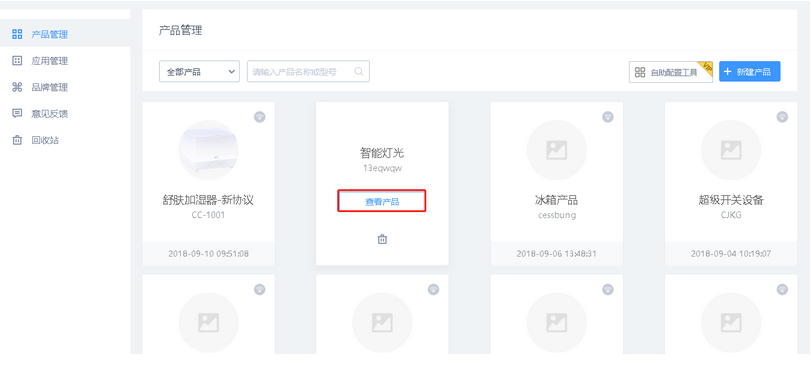 产品管理
应用管理
品牌管理
意见反馈
回收站
产品管理
全部产品
请输入产品名称或型号
自助配置工具
VIP
+ 新建产品
舒肤加湿器-新协议
CC-1001
2018-09-10 09:51:08
智能灯光
13eqwqw
查看产品
冰箱产品
cessbung
2018-09-06 13:48:31
超级开关设备
CJKG
2018-09-04 10:19:07